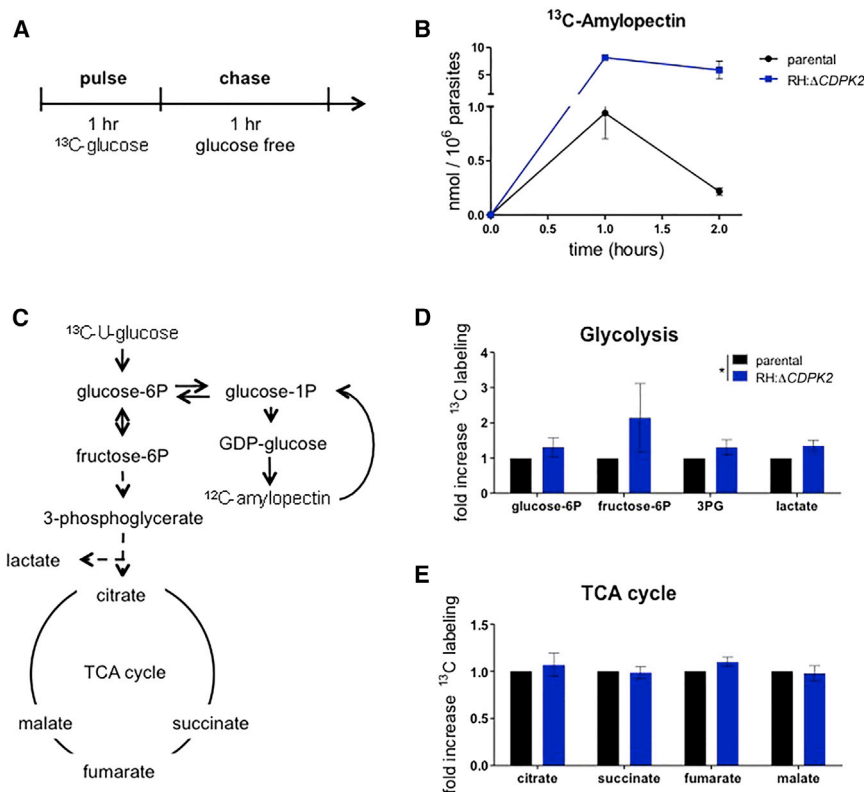 A
pulse
chase
1 hr
¹³C-glucose
1 hr
glucose free
B
¹³C-Amylopectin
nmol / 10⁶ parasites
10
5
1.0
0.5
0.0
0.0
0.5
1.0
1.5
2.0
time (hours)
parental
RH:ΔCDPK2
C
¹³C-U-glucose
glucose-6P
glucose-1P
GDP-glucose
fructose-6P
¹²C-amylopectin
3-phosphoglycerate
lactate
citrate
TCA cycle
malate
succinate
fumarate
D
Glycolysis
fold increase ¹³C labeling
4
3
2
1
0
parental
* RH:ΔCDPK2
glucose-6P
fructose-6P
3PG
lactate
E
TCA cycle
fold increase ¹³C labeling
1.5
1.0
0.5
0.0
citrate
succinate
fumarate
malate